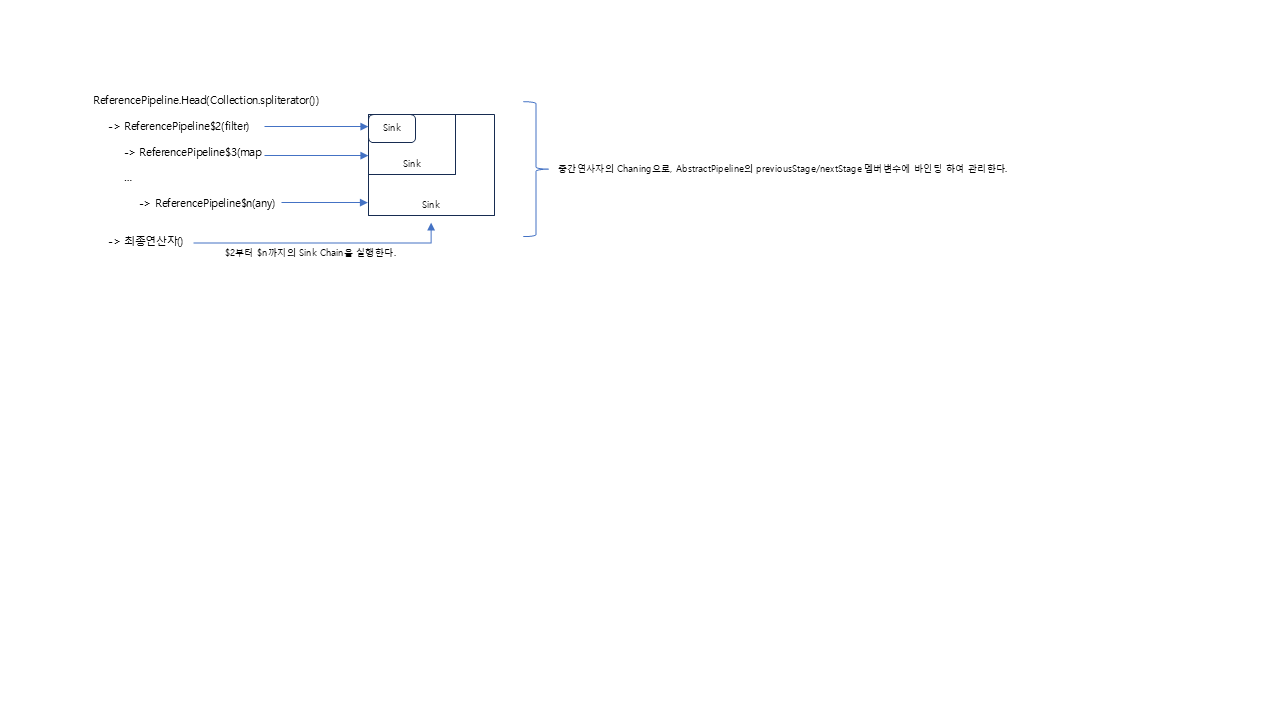 ReferencePipeline.Head(Collection.spliterator())
-> ReferencePipeline$2(filter)
Sink
-> ReferencePipeline$3(map
Sink
...
-> ReferencePipeline$n(any)
Sink
-> 최종연산자()
$2부터 $n까지의 Sink Chain을 실행한다.
중간연사자의 Chaning으로, AbstractPipeline의 previousStage/nextStage 멤버변수에 바인딩 하여 관리한다.